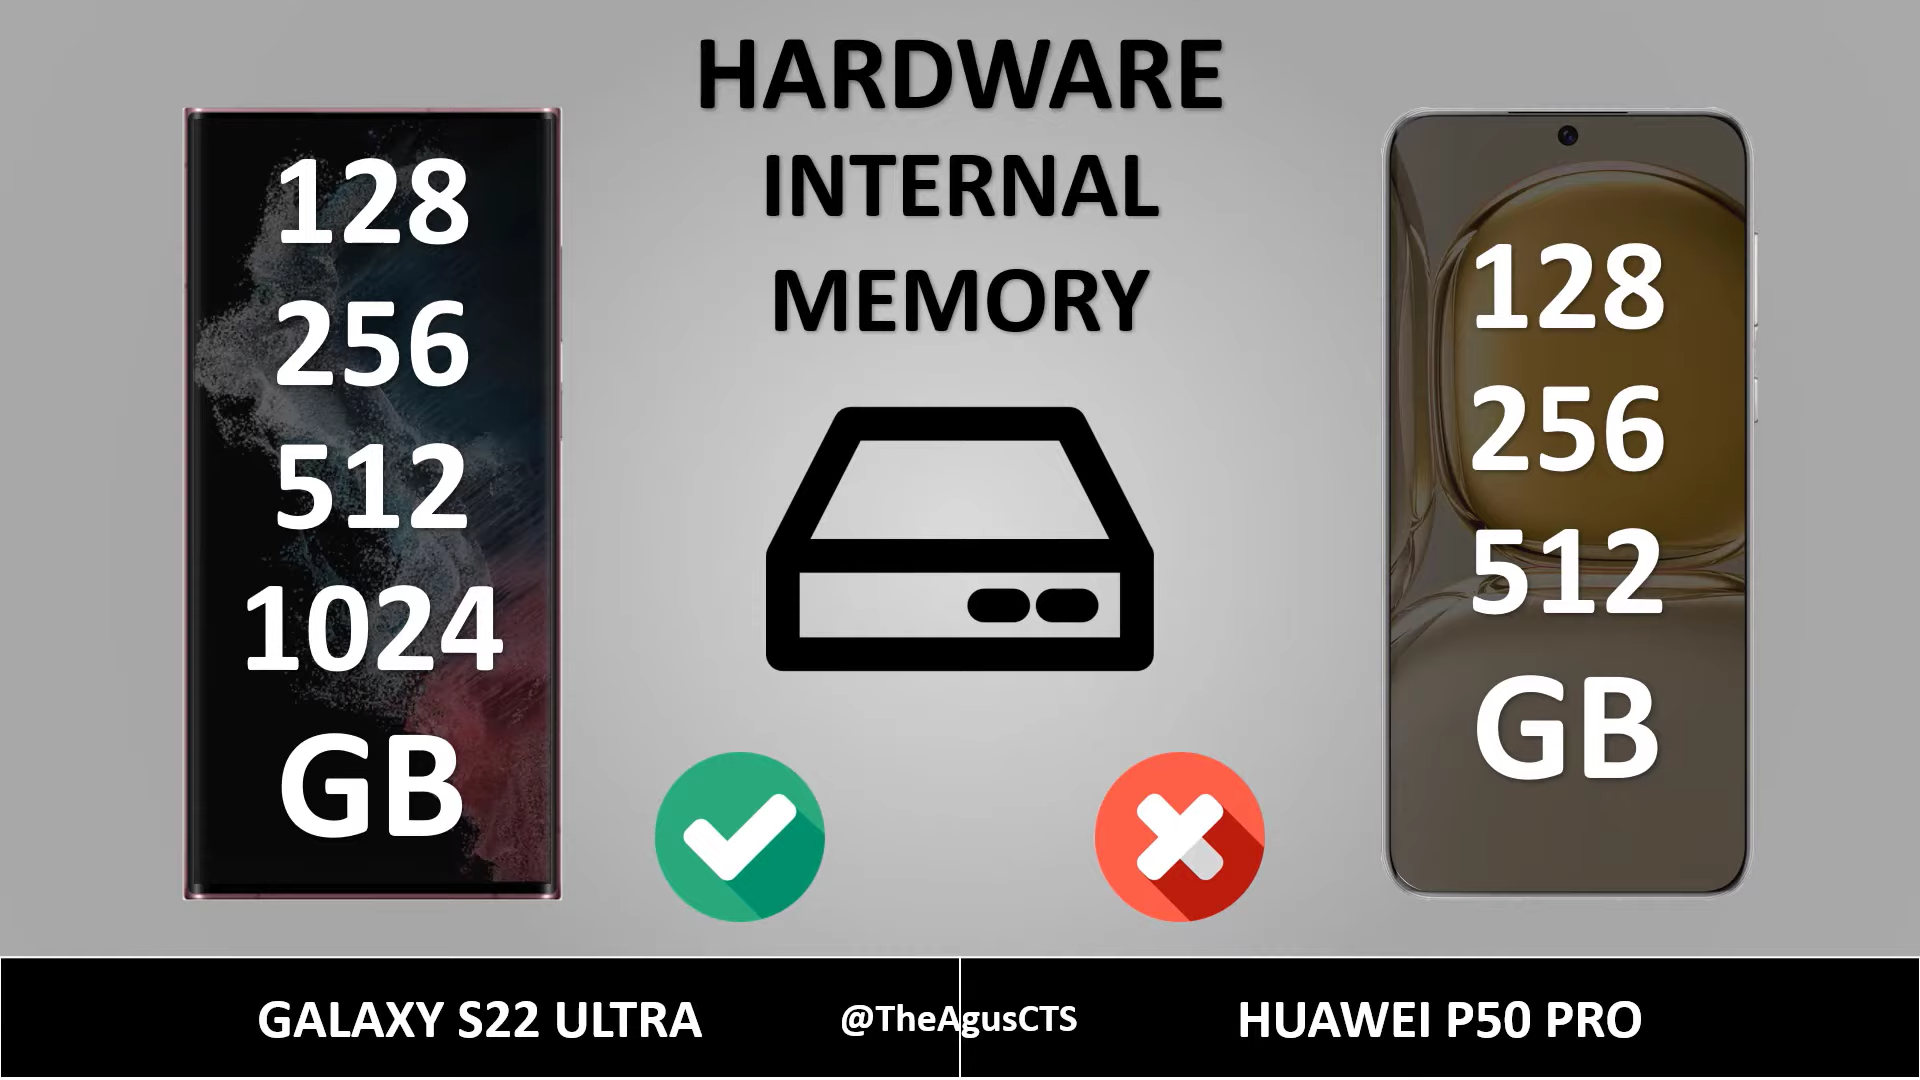 HARDWARE
INTERNAL
MEMORY
128
256
512
1024
GB
128
256
512
GB
GALAXY S22 ULTRA
@TheAgusCTS
HUAWEI P50 PRO